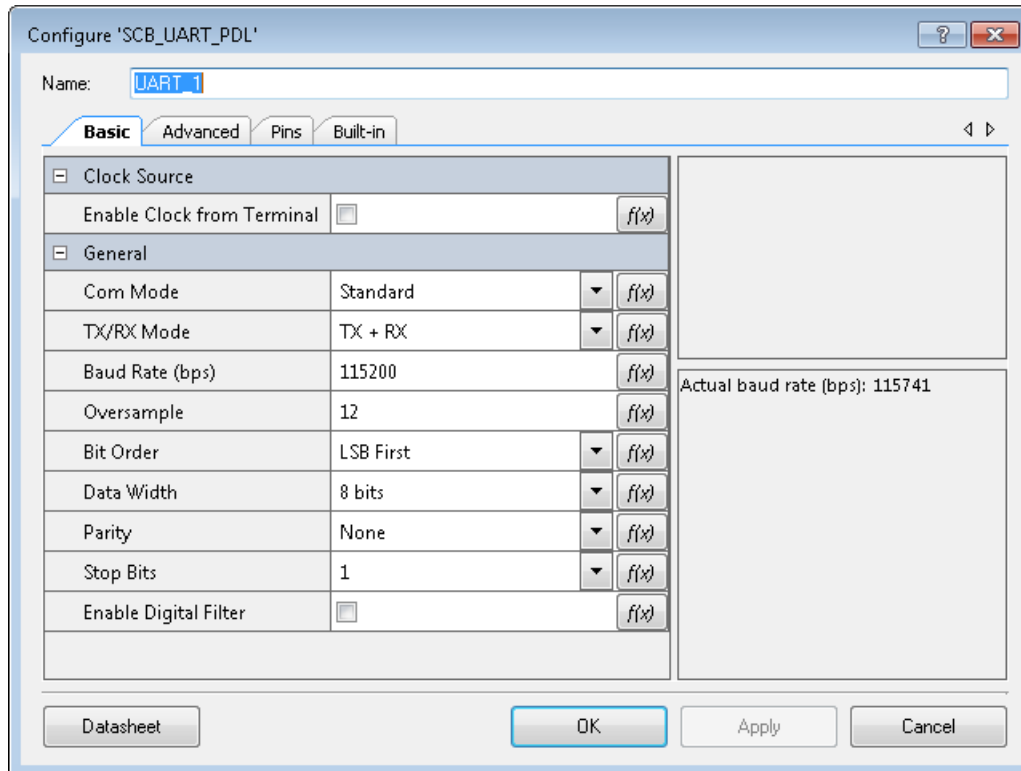 Configure 'SCB_UART_PDL'
?
Name: UART_1
Basic Advanced Pins Built-in
Clock Source
Enable Clock from Terminal f(x)
General
Com Mode Standard f(x)
TX/RX Mode TX + RX f(x)
Baud Rate (bps) 115200 f(x)
Actual baud rate (bps): 115741
Oversample 12 f(x)
Bit Order LSB First f(x)
Data Width 8 bits f(x)
Parity None f(x)
Stop Bits 1 f(x)
Enable Digital Filter f(x)
Datasheet OK Apply Cancel